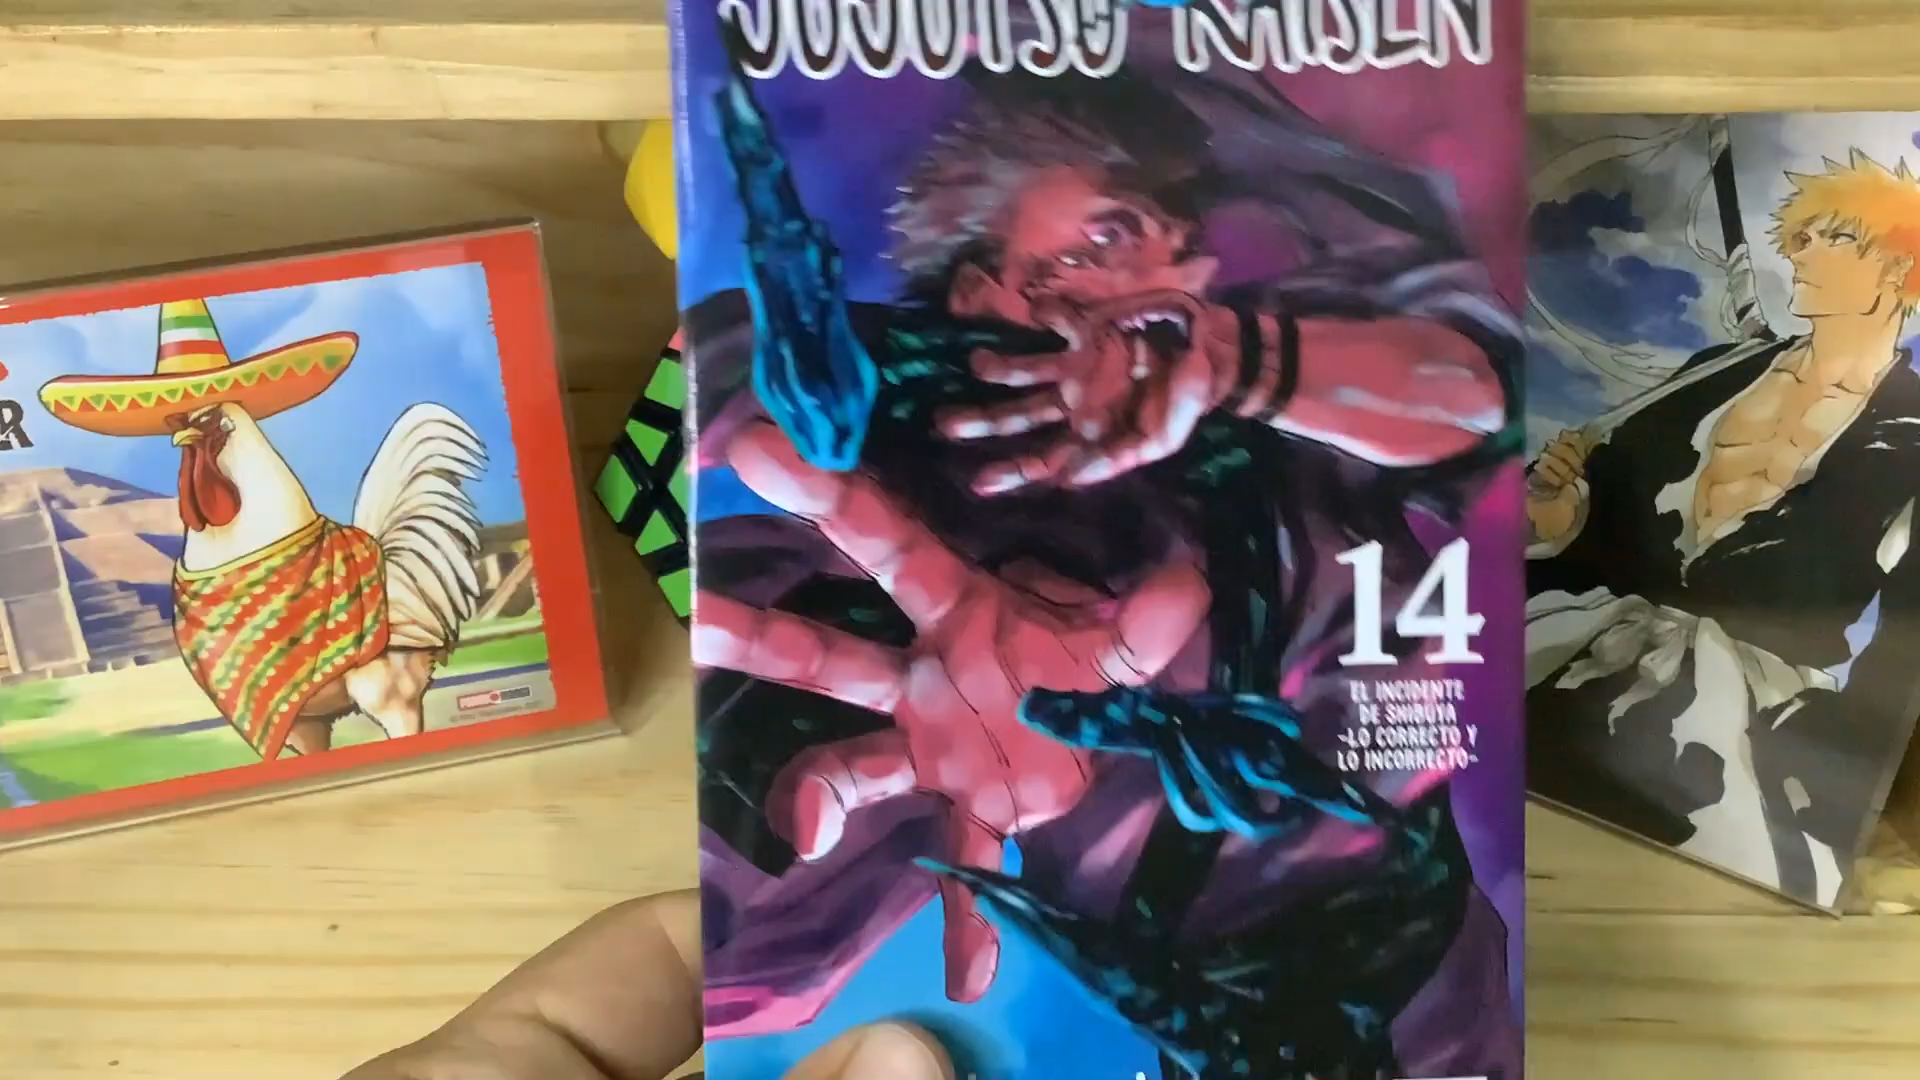 JUJUTSU KAISEN
14
EL INCIDENTE
DE SHIBUYA
-LO CORRECTO Y
LO INCORRECTO-